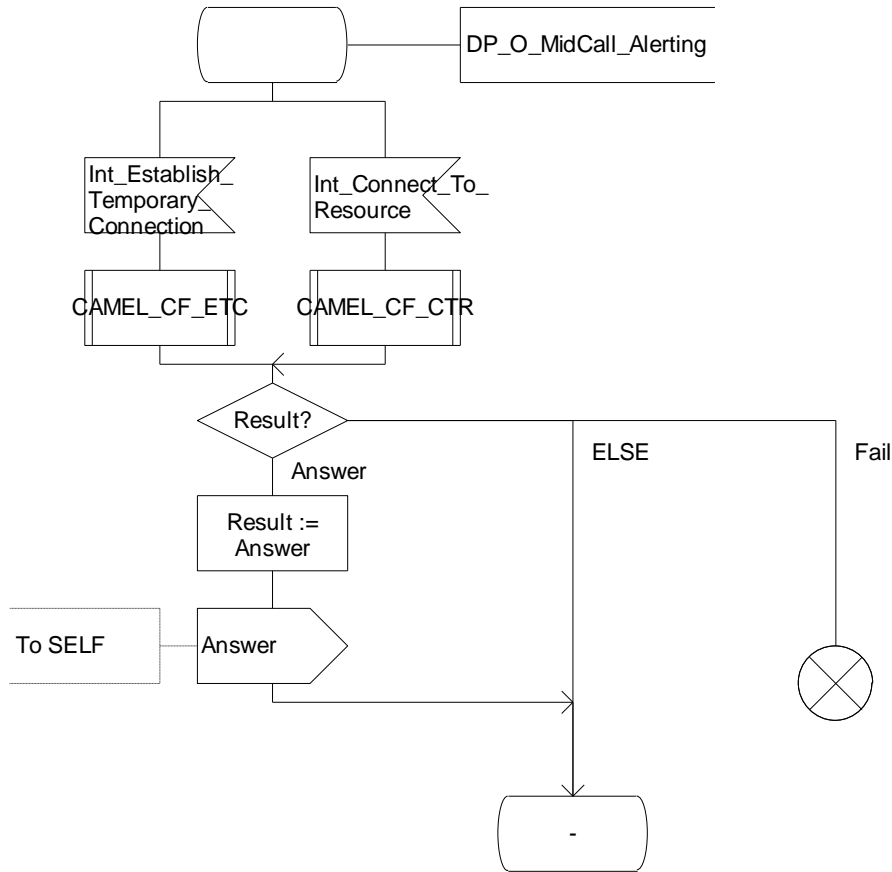 DP_O_MidCall_Alerting
Int_Establish_
Temporary_
Connection
Int_Connect_To_
Resource
CAMEL_CF_ETC
CAMEL_CF_CTR
Result?
ELSE
Fail
Answer
Result :=
Answer
To SELF
Answer
-